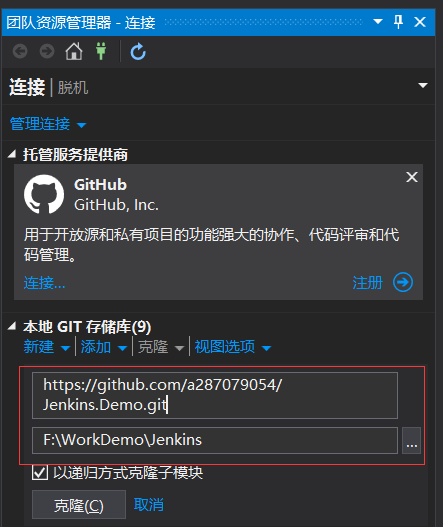 团队资源管理器 - 连接
连接 | 脱机
管理连接
托管服务提供商
GitHub
GitHub, Inc.
用于开放源和私有项目的功能强大的协作、代码评审和代
码管理。
连接... 注册
本地 GIT 存储库(9)
新建 | 添加 | 克隆 | 视图选项
https://github.com/a287079054/
Jenkins.Demo.git
F:\WorkDemo\Jenkins ...
以递归方式克隆子模块
克隆(C) 取消